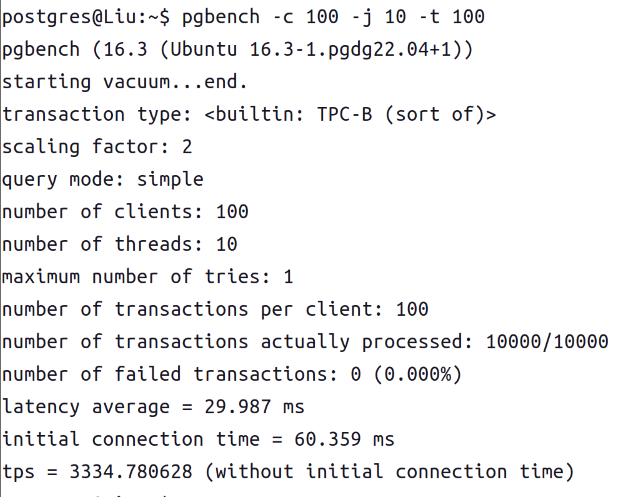 postgres@Liu:~$ pgbench -c 100 -j 10 -t 100
pgbench (16.3 (Ubuntu 16.3-1.pgdg22.04+1))
starting vacuum...end.
transaction type: <builtin: TPC-B (sort of)>
scaling factor: 2
query mode: simple
number of clients: 100
number of threads: 10
maximum number of tries: 1
number of transactions per client: 100
number of transactions actually processed: 10000/10000
number of failed transactions: 0 (0.000%)
latency average = 29.987 ms
initial connection time = 60.359 ms
tps = 3334.780628 (without initial connection time)